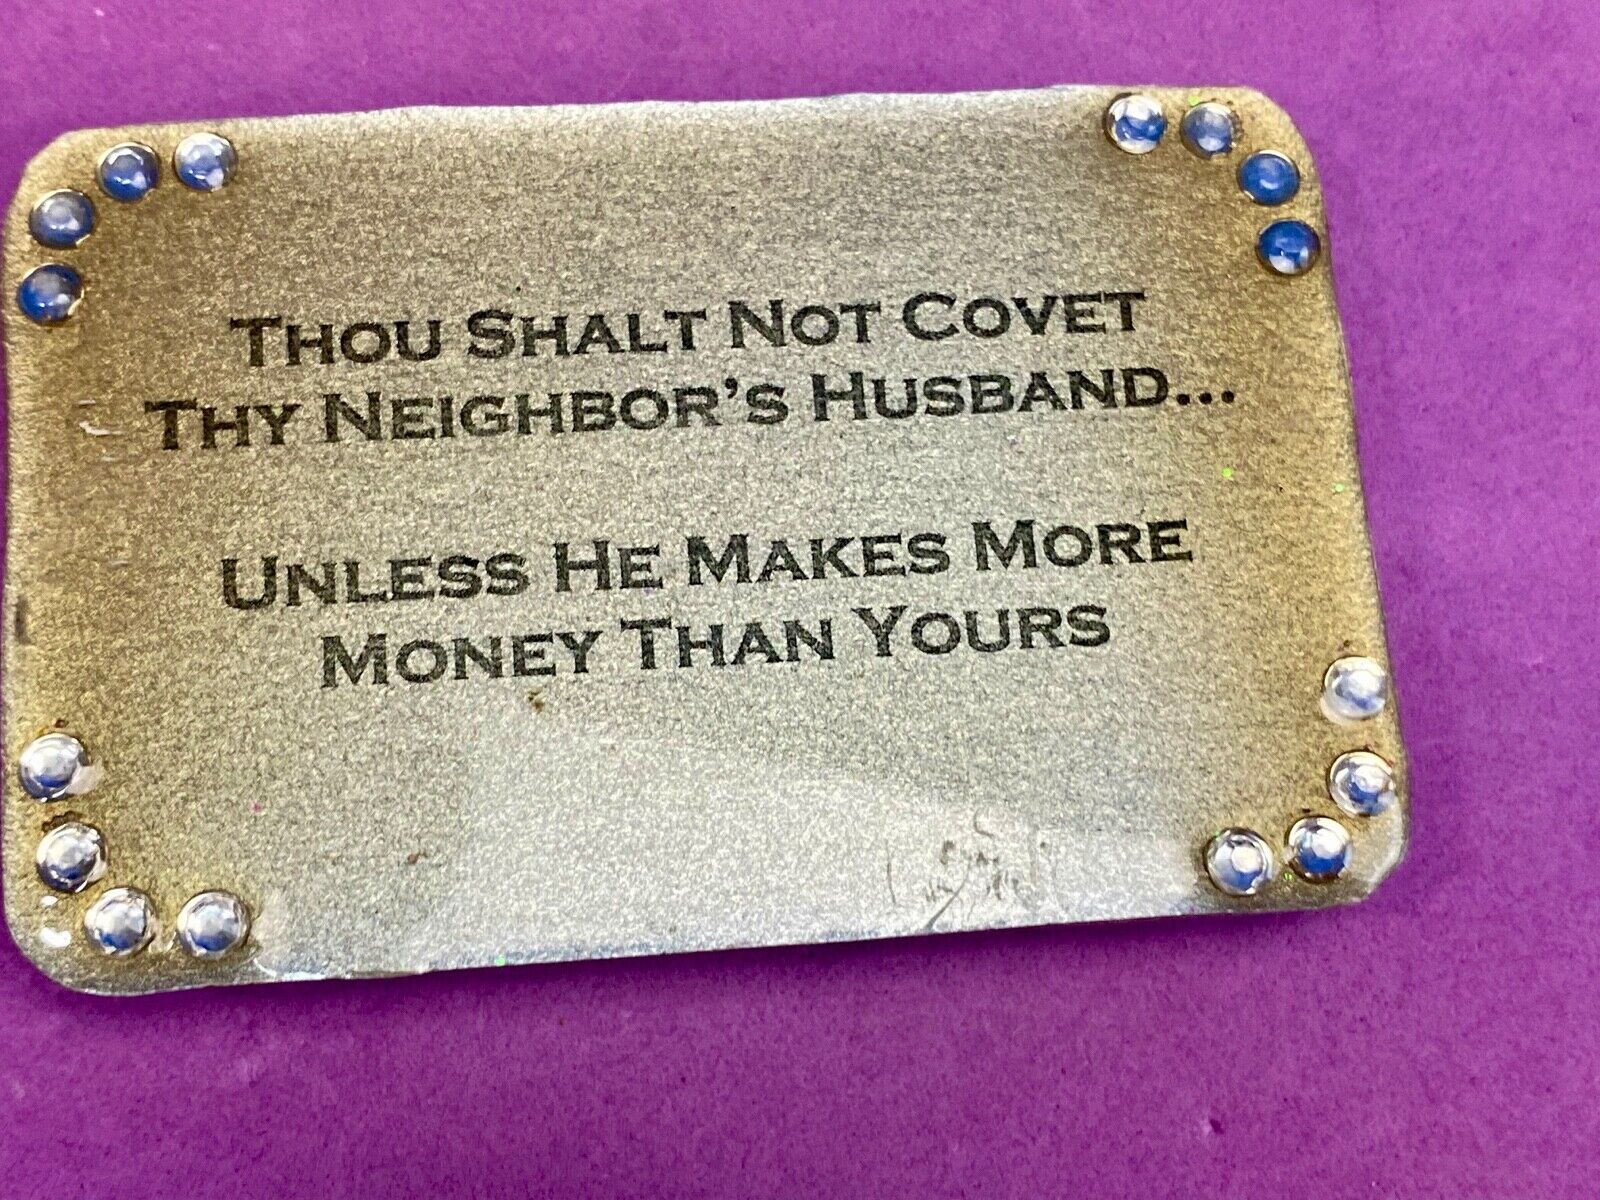 THOU SHALT NOT COVET
THY NEIGHBOR'S HUSBAND...
UNLESS HE MAKES MORE
MONEY THAN YOURS